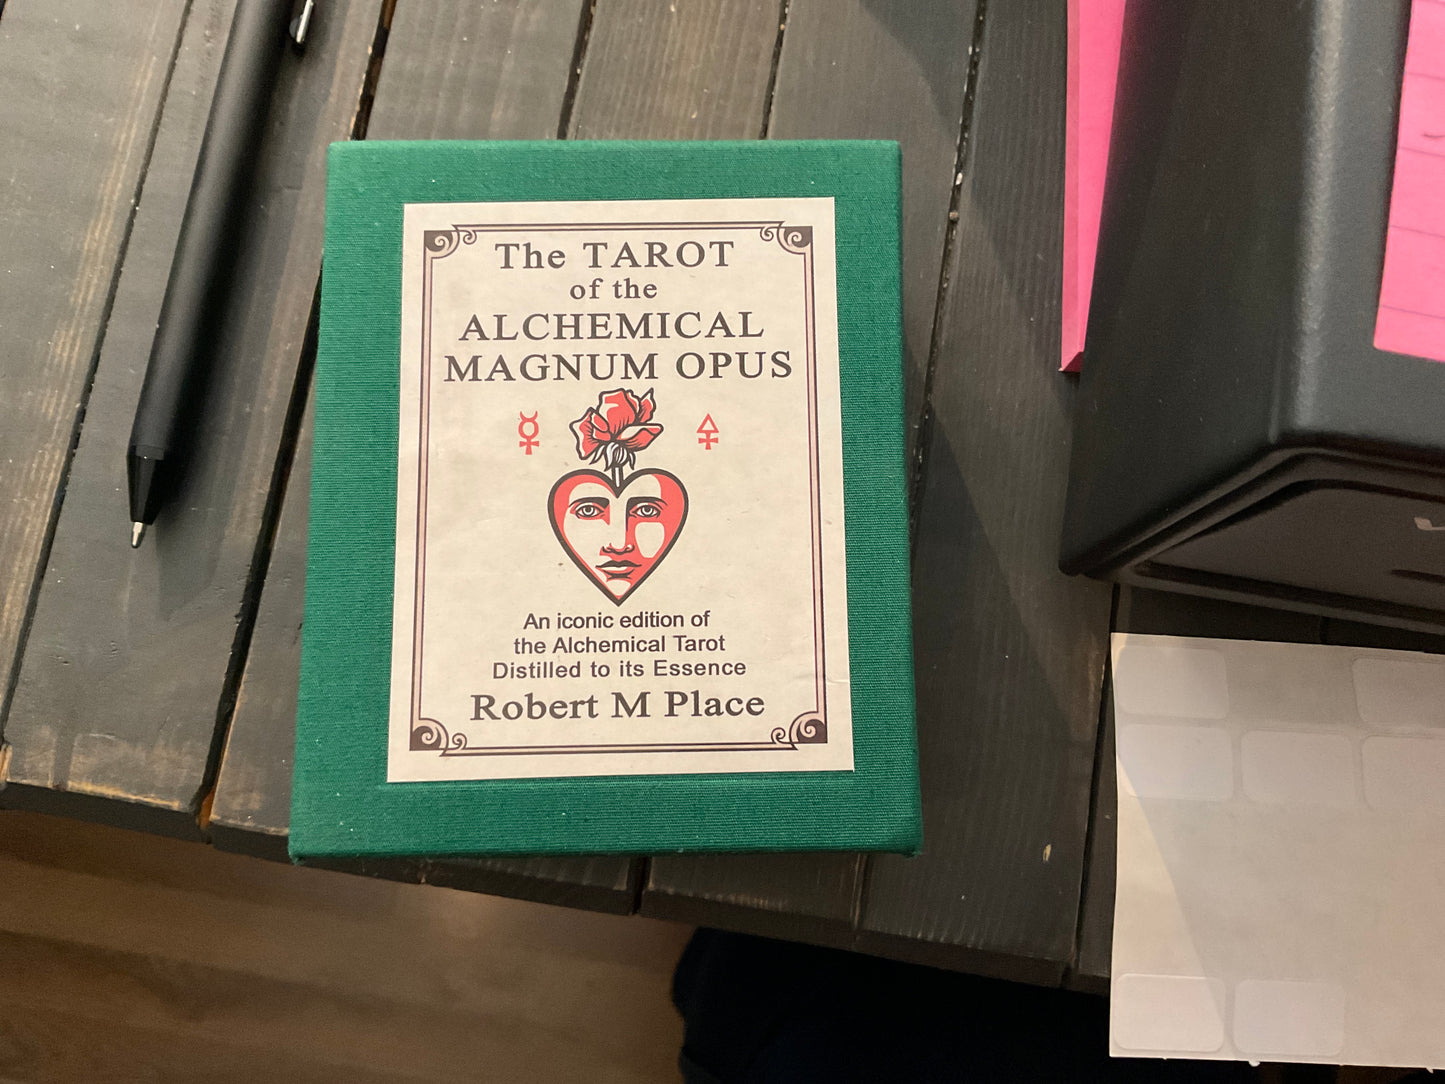 The TAROT
of the
ALCHEMICAL
MAGNUM OPUS
An iconic edition of
the Alchemical Tarot
Distilled to its Essence
Robert M Place